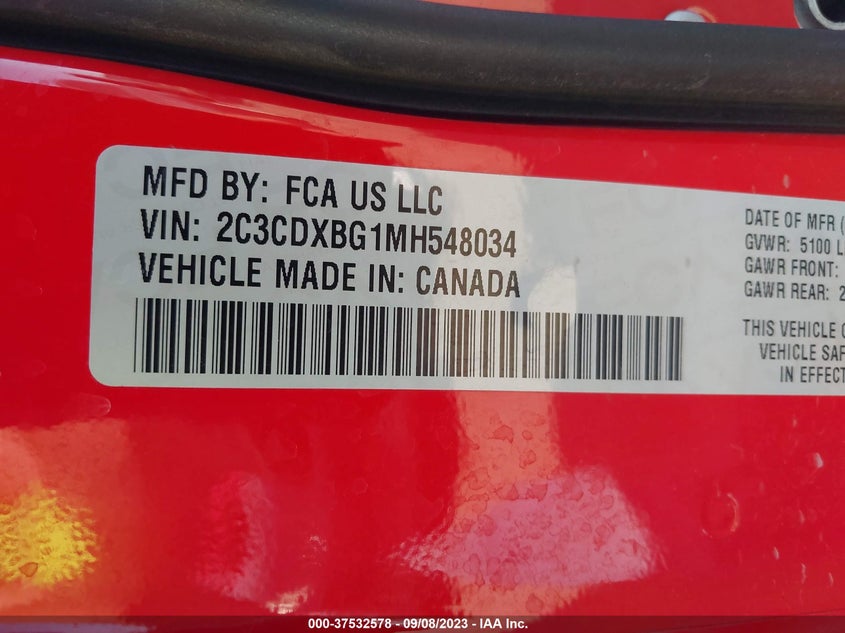 MFD BY: FCA US LLC
VIN: 2C3CDXBG1MH548034
VEHICLE MADE IN: CANADA
DATE OF MFR (
GVWR: 5100 L
GAWR FRONT:
GAWR REAR: 2
THIS VEHICLE
VEHICLE SAF
IN EFFECT
000-37532578 | 09/08/2023 - IAA Inc.